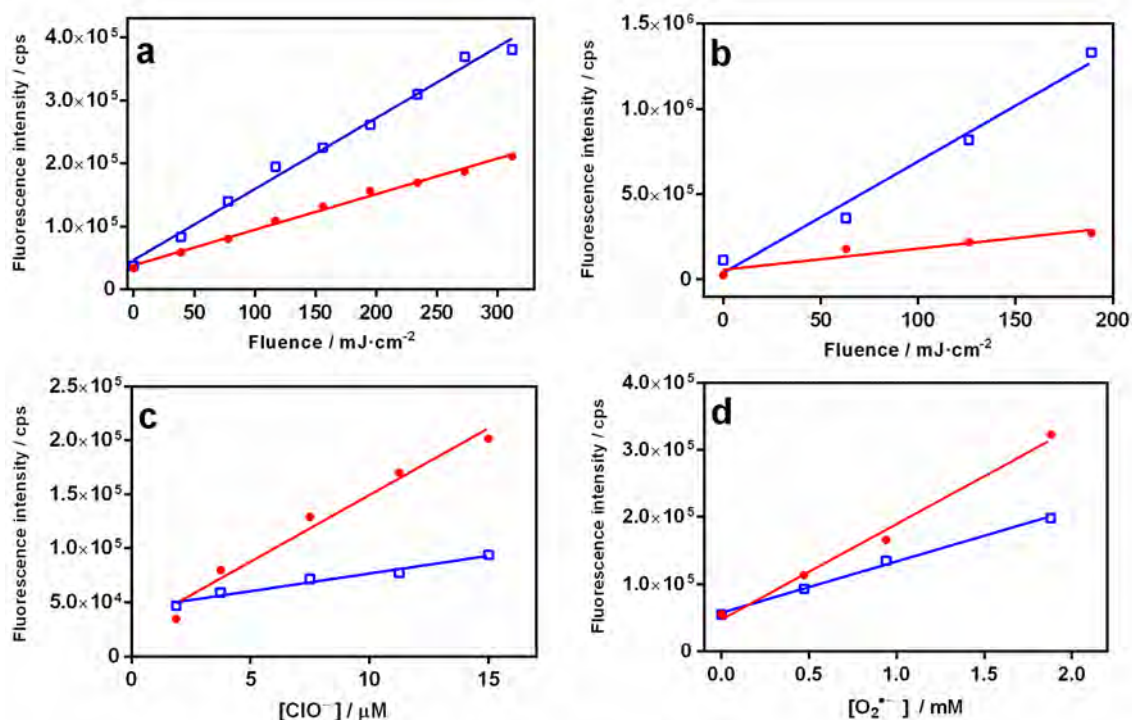 a
4.0×10⁵
3.0×10⁵
2.0×10⁵
1.0×10⁵
0
0 50 100 150 200 250 300
Fluorescence intensity / cps
Fluence / mJ·cm⁻²
b
1.5×10⁶
1.0×10⁶
5.0×10⁵
0
0 50 100 150 200
Fluorescence intensity / cps
Fluence / mJ·cm⁻²
c
2.5×10⁵
2.0×10⁵
1.5×10⁵
1.0×10⁵
5.0×10⁴
0
0 5 10 15
Fluorescence intensity / cps
[ClO⁻] / μM
d
4.0×10⁵
3.0×10⁵
2.0×10⁵
1.0×10⁵
0
0.0 0.5 1.0 1.5 2.0
Fluorescence intensity / cps
[O₂•⁻] / mM